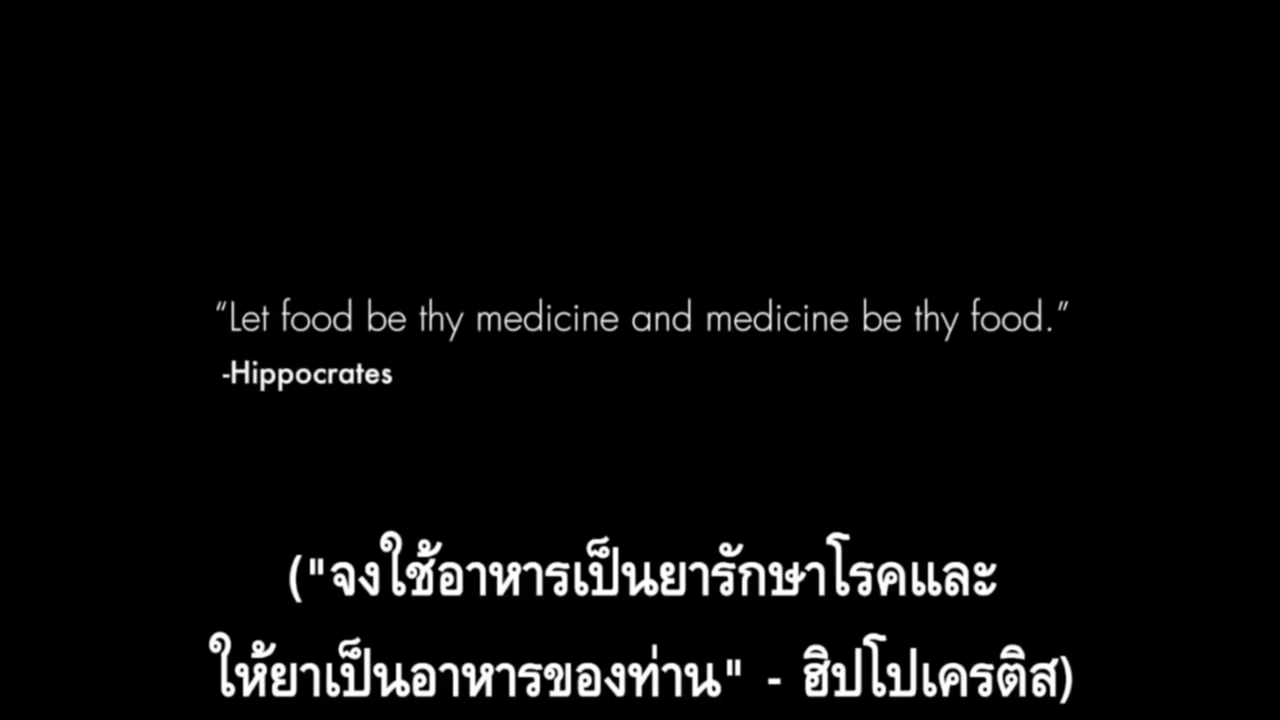 “Let food be thy medicine and medicine be thy food.”
-Hippocrates
("จงใช้อาหารเป็นยารักษาโรคและ
ให้ยาเป็นอาหารของท่าน" - ฮิปโปเครติส)